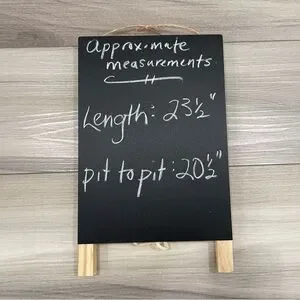 Approximate
measurements
Length: 23½"
pit to pit: 20½"